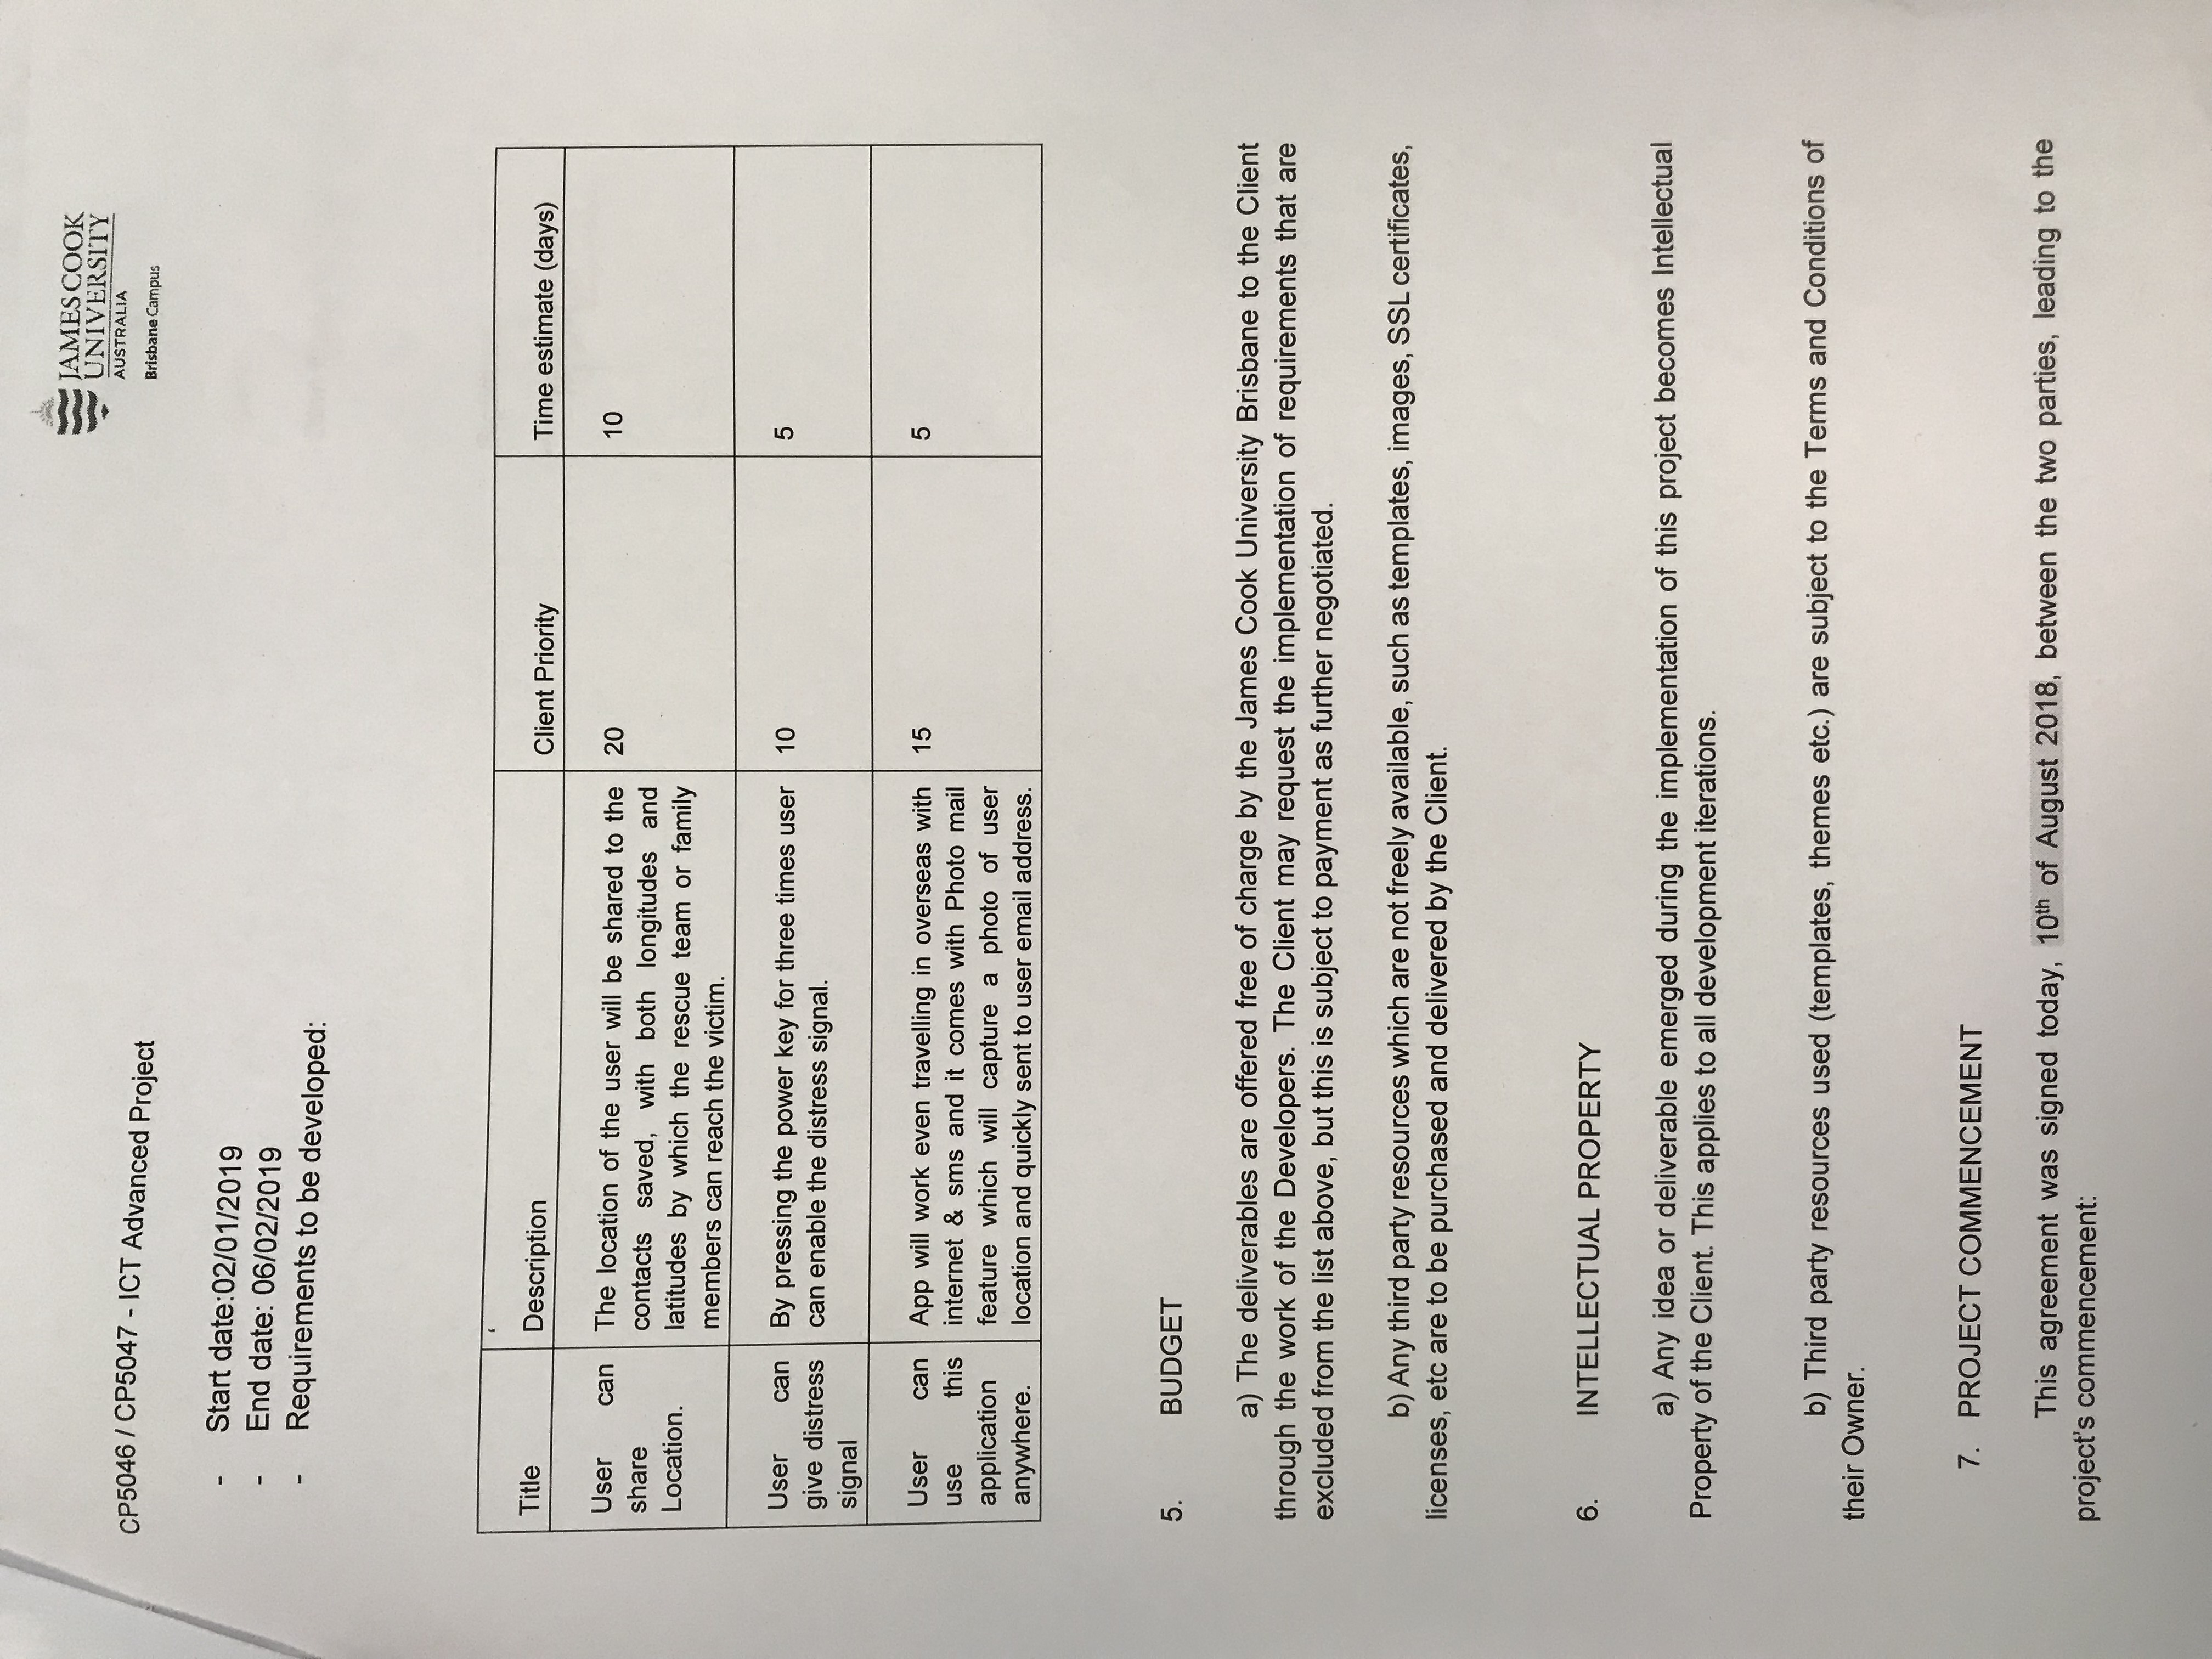 JAMES COOK
UNIVERSITY
AUSTRALIA
Brisbane Campus
CP5046 / CP5047 - ICT Advanced Project
- Start date:02/01/2019
- End date: 06/02/2019
- Requirements to be developed:
‘
Title Description Client Priority Time estimate (days)
User can
share
Location.
The location of the user will be shared to the
contacts saved, with both longitudes and
latitudes by which the rescue team or family
members can reach the victim.
20
10
User can
give distress
signal
By pressing the power key for three times user
can enable the distress signal.
10
5
User can
use this
application
anywhere.
App will work even travelling in overseas with
internet & sms and it comes with Photo mail
feature which will capture a photo of user
location and quickly sent to user email address.
15
5
5. BUDGET
a) The deliverables are offered free of charge by the James Cook University Brisbane to the Client
through the work of the Developers. The Client may request the implementation of requirements that are
excluded from the list above, but this is subject to payment as further negotiated.
b) Any third party resources which are not freely available, such as templates, images, SSL certificates,
licenses, etc are to be purchased and delivered by the Client.
6. INTELLECTUAL PROPERTY
a) Any idea or deliverable emerged during the implementation of this project becomes Intellectual
Property of the Client. This applies to all development iterations.
b) Third party resources used (templates, themes etc.) are subject to the Terms and Conditions of
their Owner.
7. PROJECT COMMENCEMENT
This agreement was signed today, 10th of August 2018, between the two parties, leading to the
project's commencement: